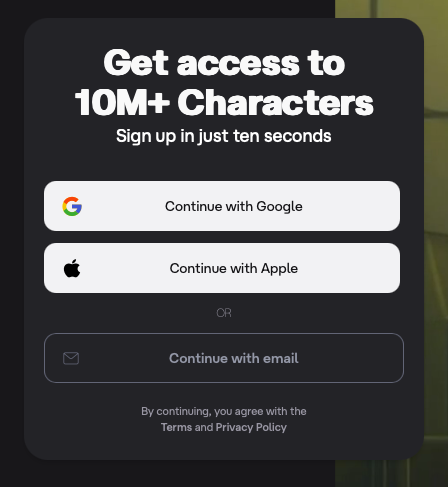 Get access to
10M+ Characters
Sign up in just ten seconds
Continue with Google
Continue with Apple
OR
Continue with email
By continuing, you agree with the
Terms and Privacy Policy